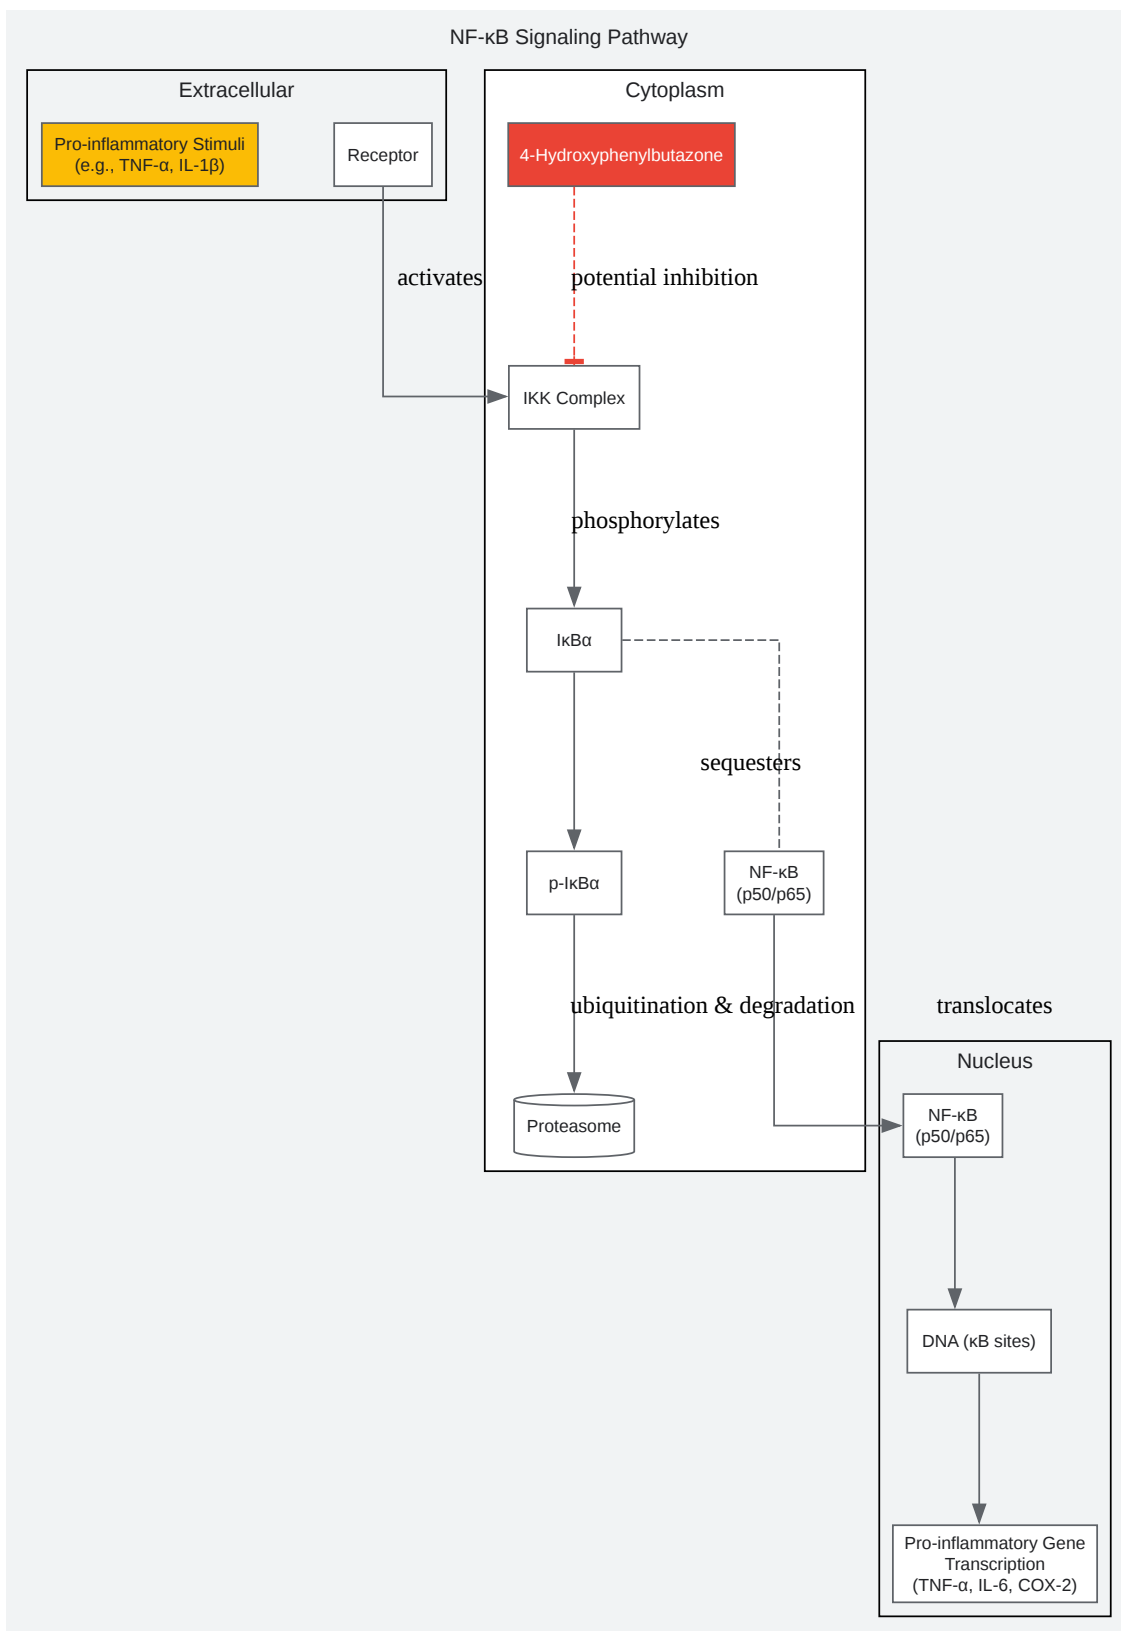 NF-κB Signaling Pathway
Extracellular
Cytoplasm
Pro-inflammatory Stimuli
(e.g., TNF-α, IL-1β)
Receptor
4-Hydroxyphenylbutazone
activates
potential inhibition
IKK Complex
phosphorylates
IκBα
sequesters
p-IκBα
NF-κB
(p50/p65)
ubiquitination & degradation
translocates
Nucleus
Proteasome
NF-κB
(p50/p65)
DNA (κB sites)
Pro-inflammatory Gene
Transcription
(TNF-α, IL-6, COX-2)